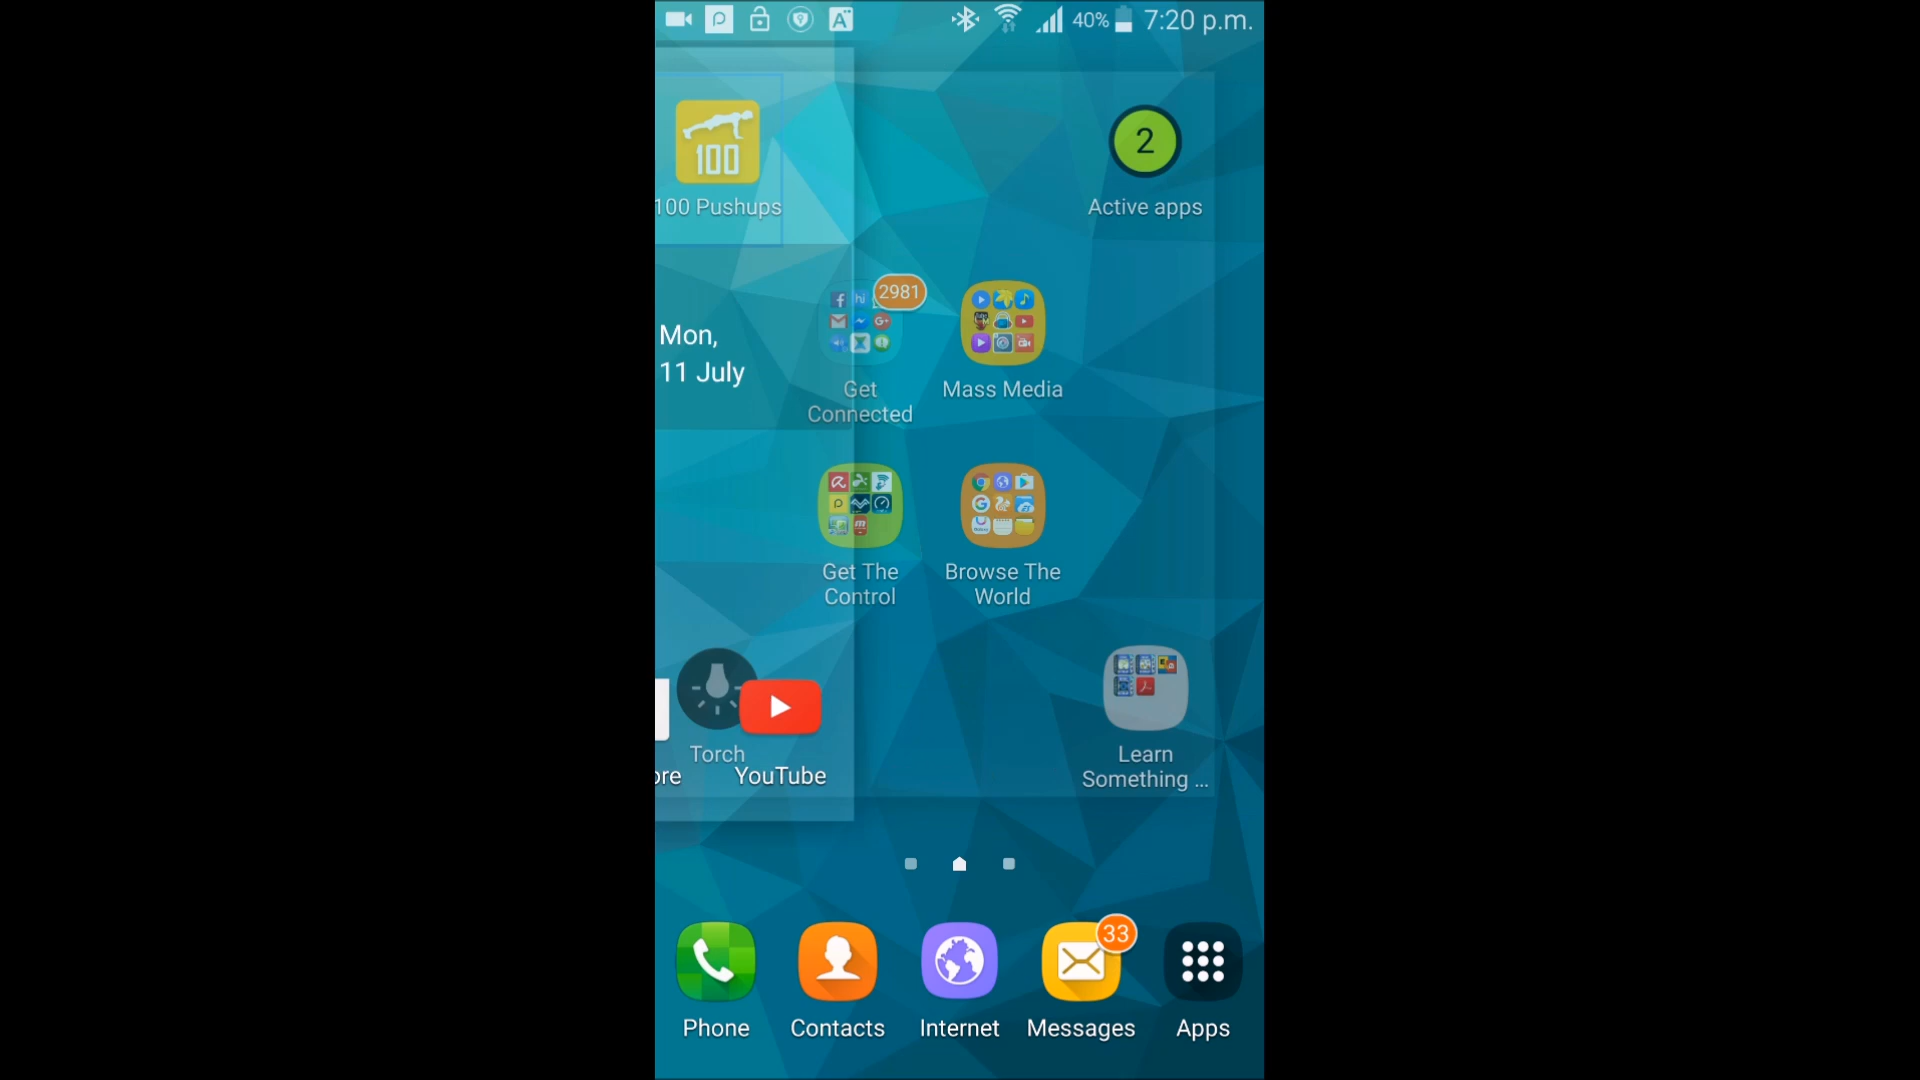 40% 7:20 p.m.
100
100 Pushups
2
Active apps
Mon,
11 July
2981
Get
Connected
Mass Media
Get The
Control
Browse The
World
Torch
ore
YouTube
Learn
Something ...
33
Phone
Contacts
Internet
Messages
Apps